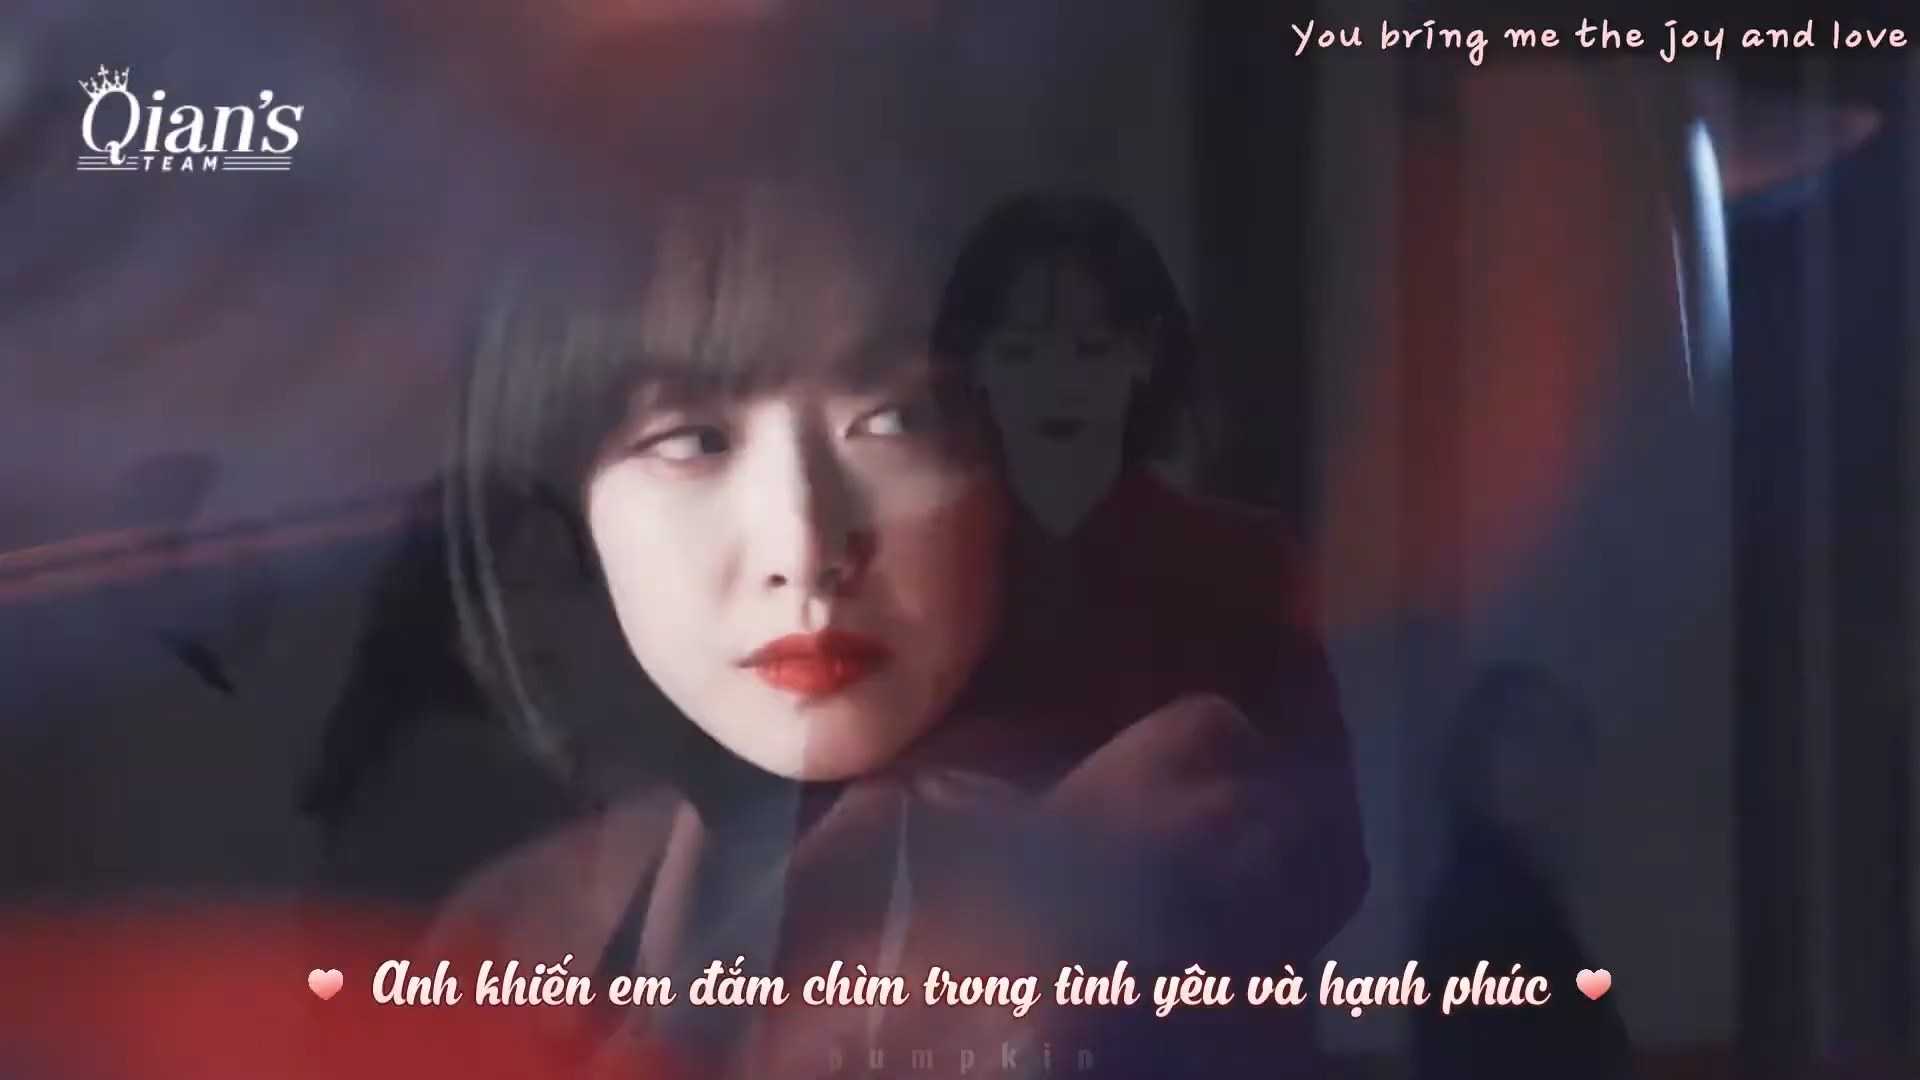 You bring me the joy and love
Qian's
TEAM
Anh khiến em đắm chìm trong tình yêu và hạnh phúc
pumpkin